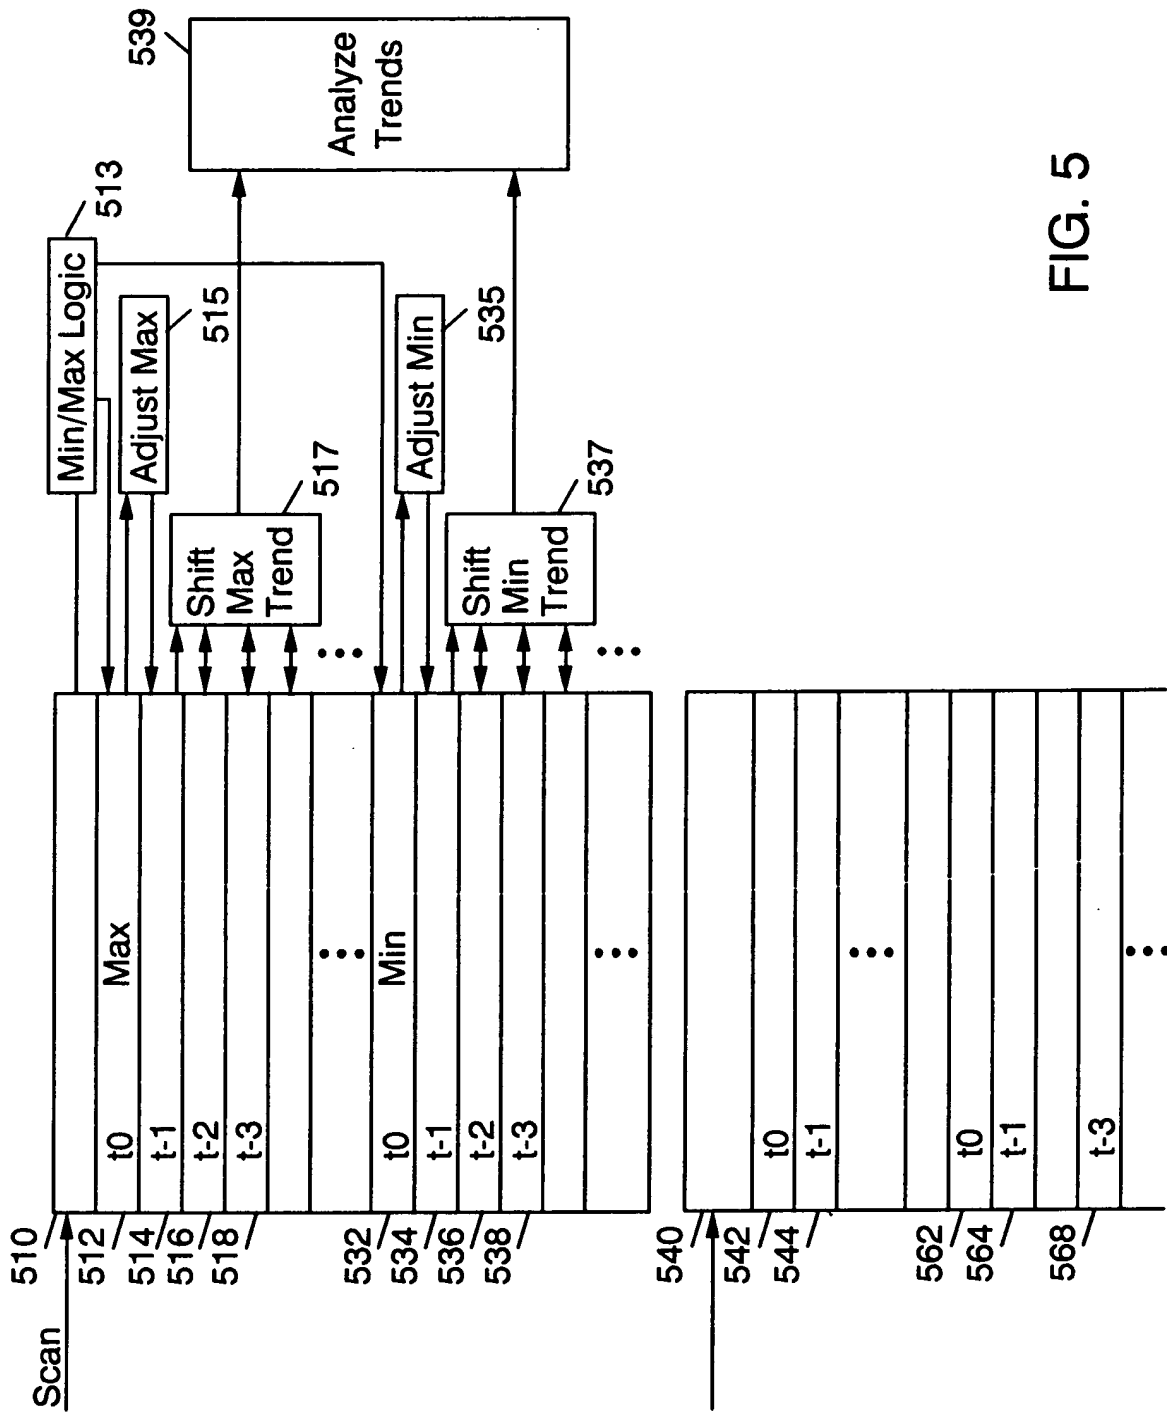 Scan
510
512
514
516
518
532
534
536
538
540
542
544
562
564
568
t0
Max
t-1
t-2
t-3
t0
Min
t-1
t-2
t-3
t0
t-1
t0
t-1
t-3
Min/Max Logic
513
Adjust Max
515
Shift
Max
Trend
517
Adjust Min
535
Shift
Min
Trend
537
Analyze
Trends
539
FIG. 5